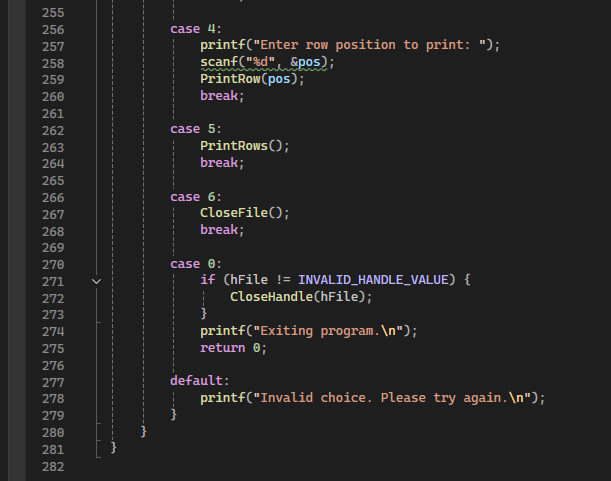 255
256 case 4:
257 printf("Enter row position to print: ");
258 scanf("%d", &pos);
259 PrintRow(pos);
260 break;
261
262 case 5:
263 PrintRows();
264 break;
265
266 case 6:
267 CloseFile();
268 break;
269
270 case 0:
271 if (hFile != INVALID_HANDLE_VALUE) {
272 CloseHandle(hFile);
273 }
274 printf("Exiting program.\n");
275 return 0;
276
277 default:
278 printf("Invalid choice. Please try again.\n");
279 }
280 }
281 }
282